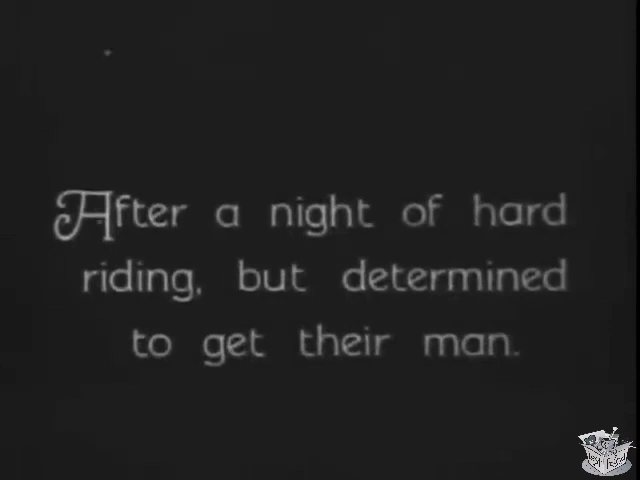 After a night of hard
riding, but determined
to get their man.